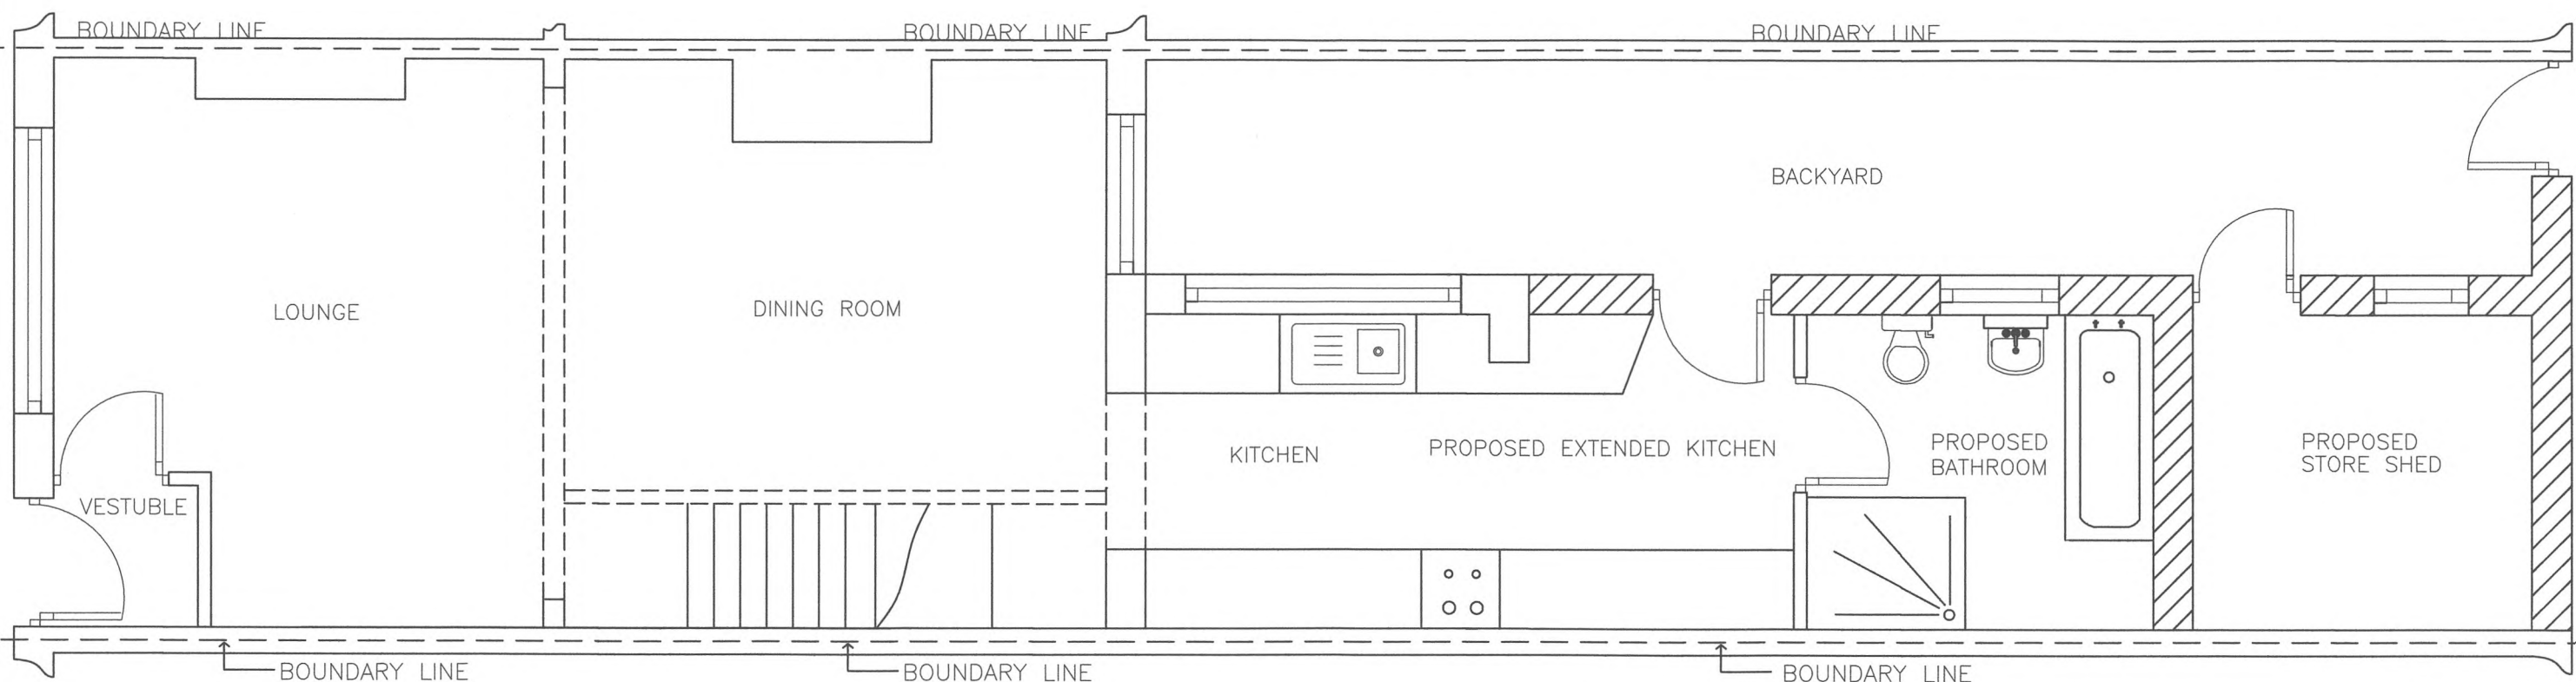 BOUNDARY LINE
BOUNDARY LINE
BOUNDARY LINE
BACKYARD
LOUNGE
DINING ROOM
KITCHEN
PROPOSED EXTENDED KITCHEN
PROPOSED
BATHROOM
PROPOSED
STORE SHED
VESTUBLE
BOUNDARY LINE
BOUNDARY LINE
BOUNDARY LINE